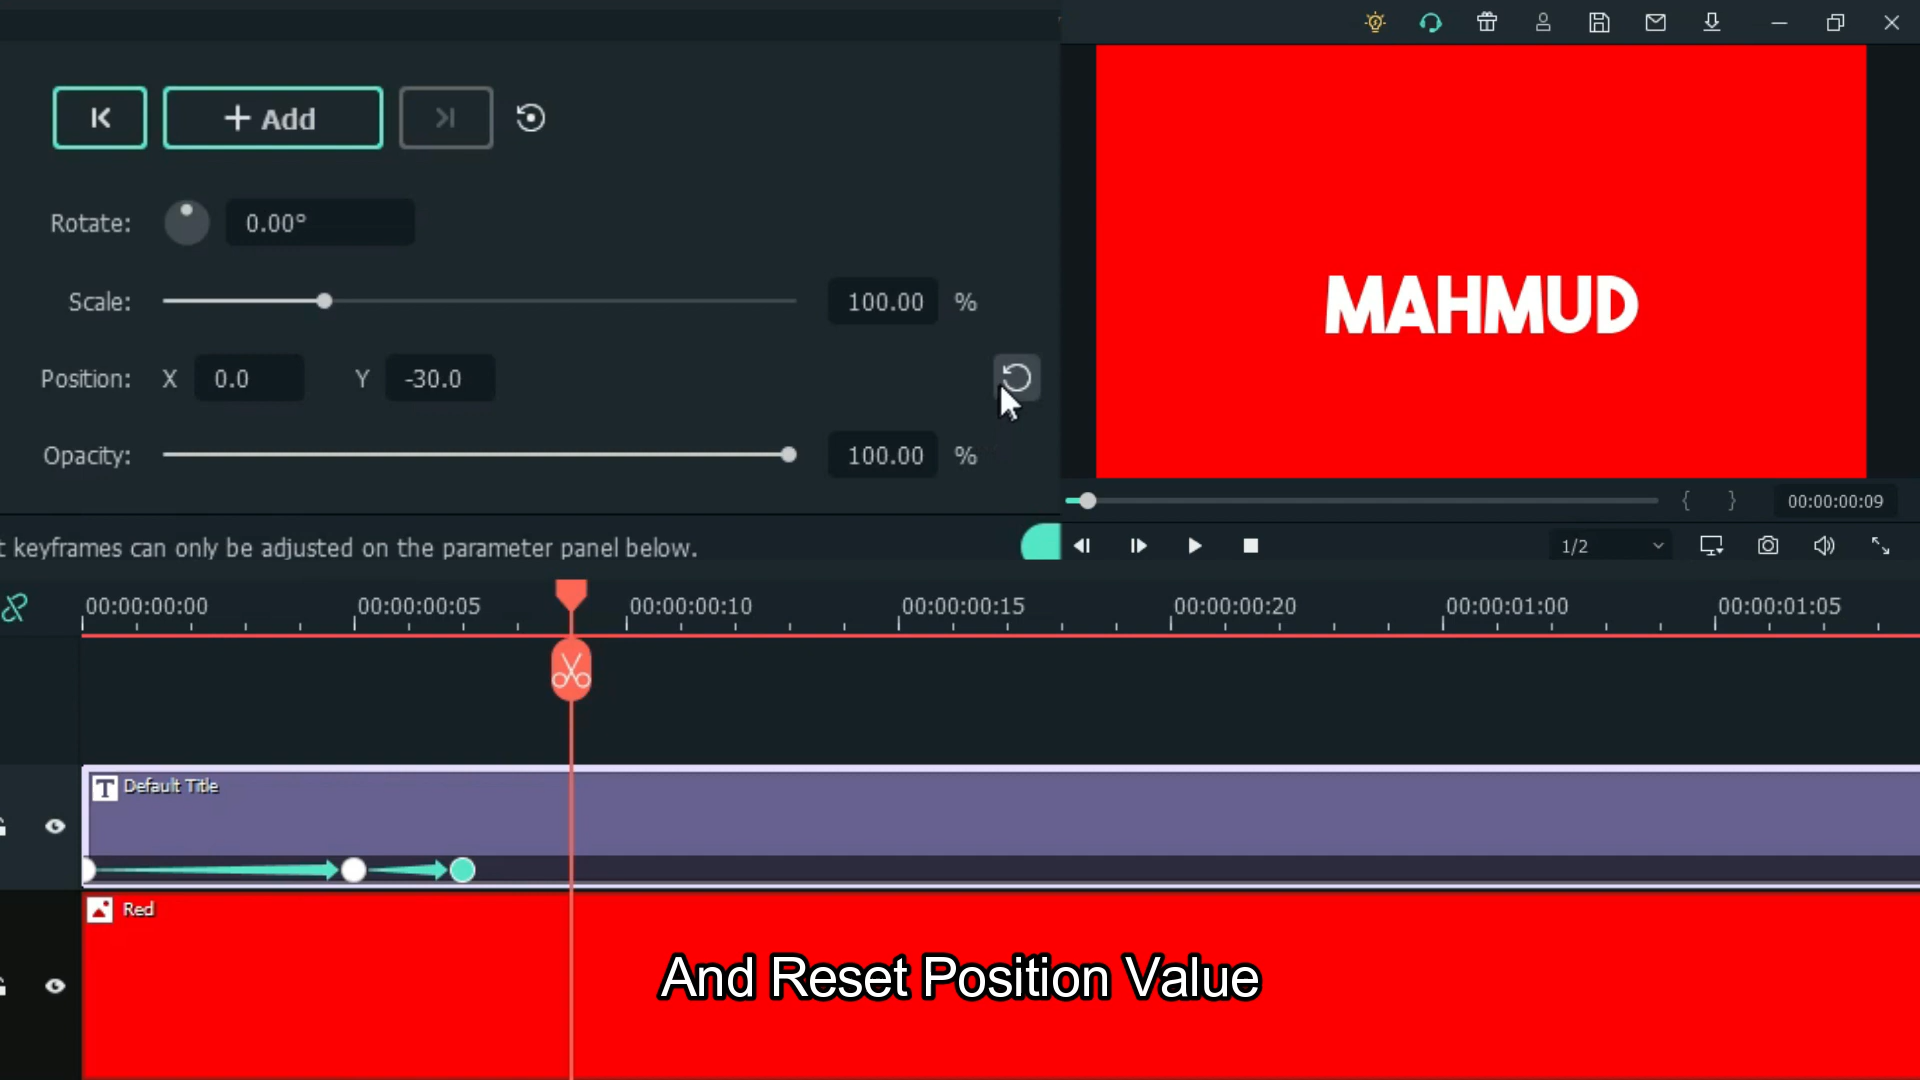 + Add
Rotate: 0.00°
Scale: 100.00 %
Position: X 0.0 Y -30.0
Opacity: 100.00 %
MAHMUD
{ } 00:00:00:09
t keyframes can only be adjusted on the parameter panel below.
1/2
00:00:00:00 00:00:00:05 00:00:00:10 00:00:00:15 00:00:00:20 00:00:01:00 00:00:01:05
T Default Title
Red
And Reset Position Value